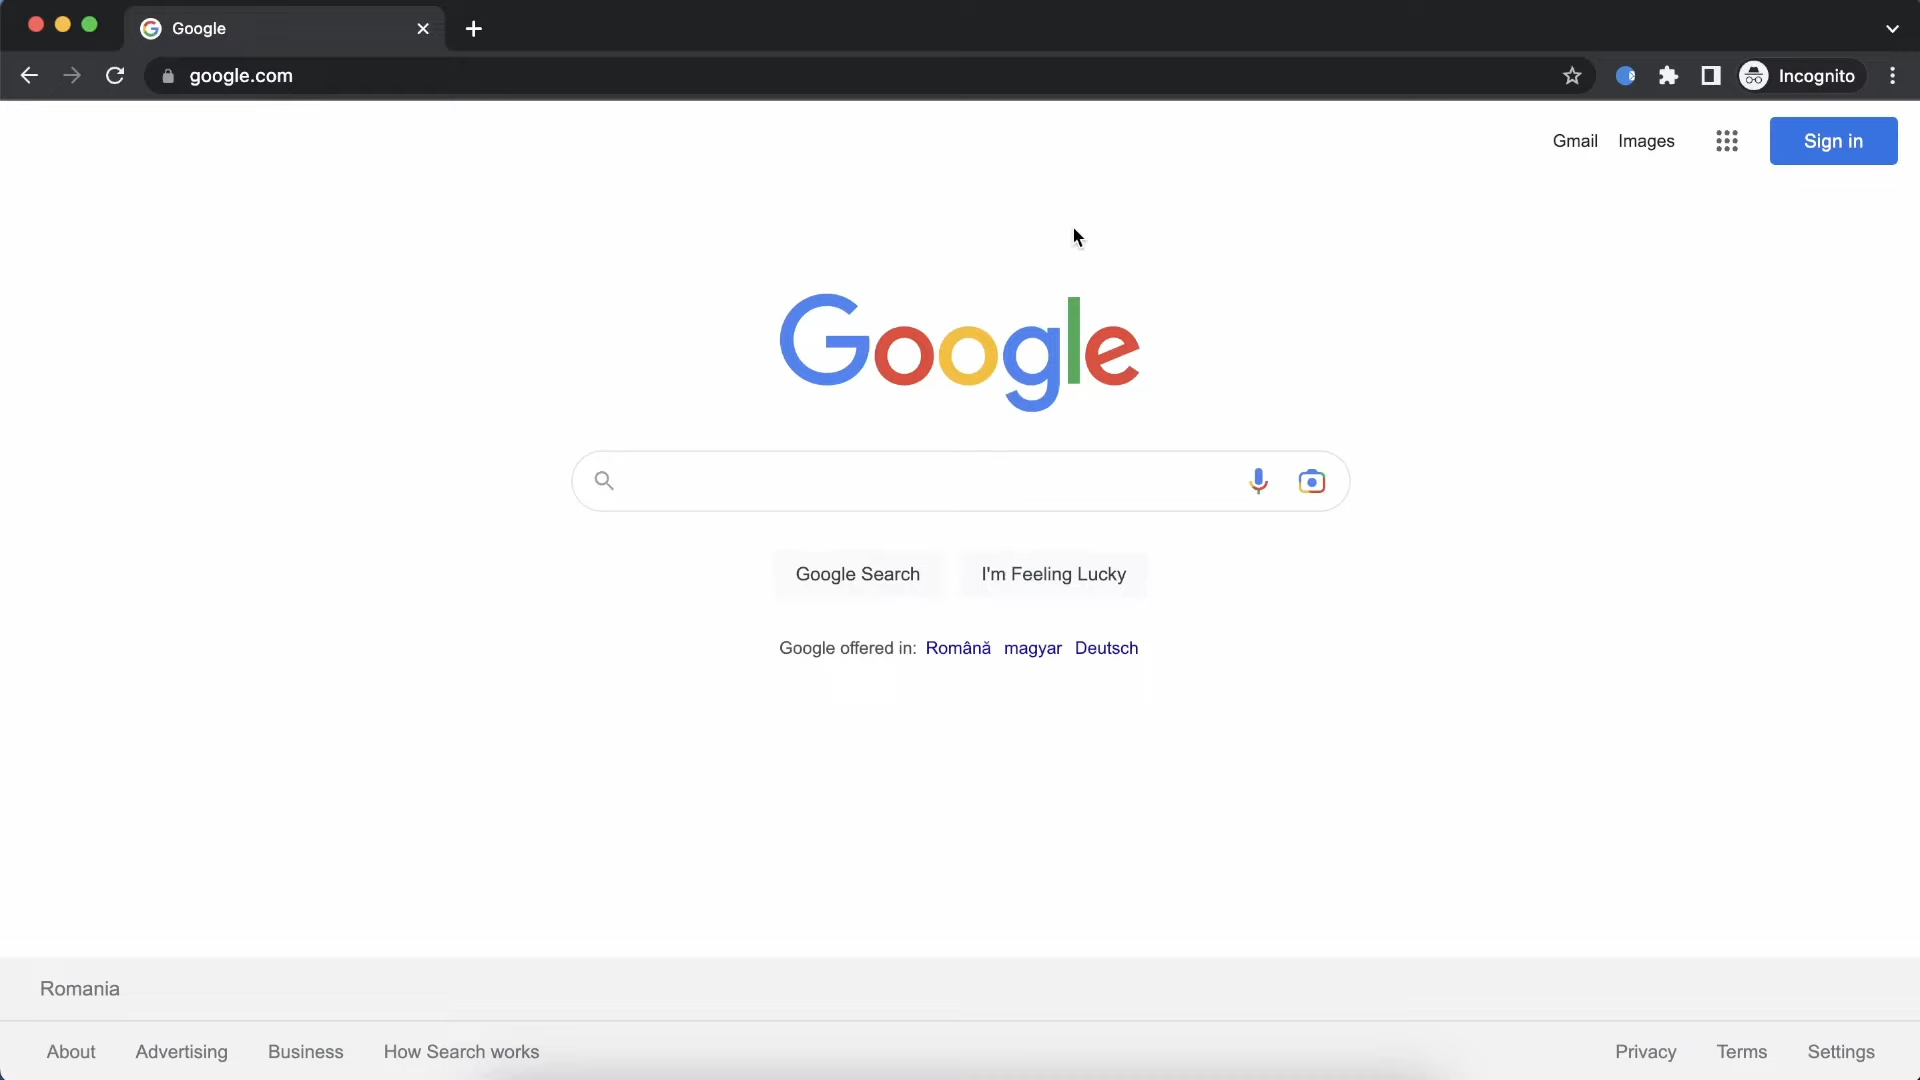 Google
google.com
Incognito
Gmail Images Sign in
Google
Google Search I'm Feeling Lucky
Google offered in: Română magyar Deutsch
Romania
About Advertising Business How Search works Privacy Terms Settings